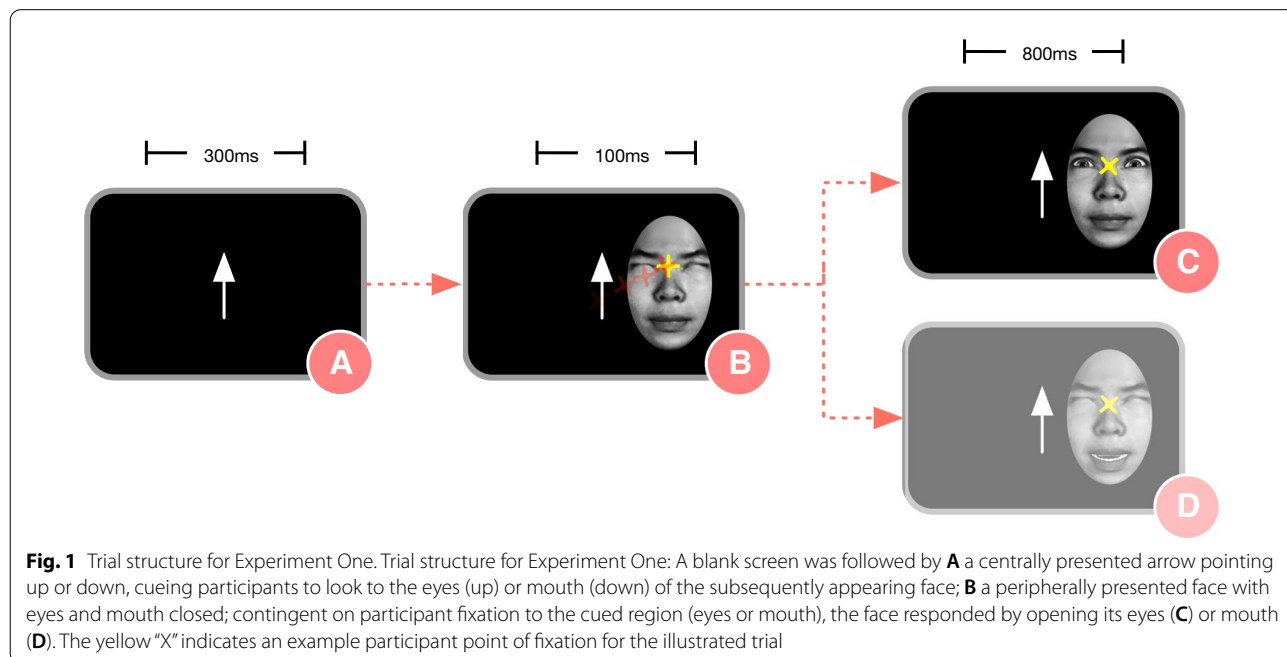 800ms
300ms
100ms
A
B
C
D
Fig. 1 Trial structure for Experiment One. Trial structure for Experiment One: A blank screen was followed by A a centrally presented arrow pointing
up or down, cueing participants to look to the eyes (up) or mouth (down) of the subsequently appearing face; B a peripherally presented face with
eyes and mouth closed; contingent on participant fixation to the cued region (eyes or mouth), the face responded by opening its eyes (C) or mouth
(D). The yellow “X” indicates an example participant point of fixation for the illustrated trial